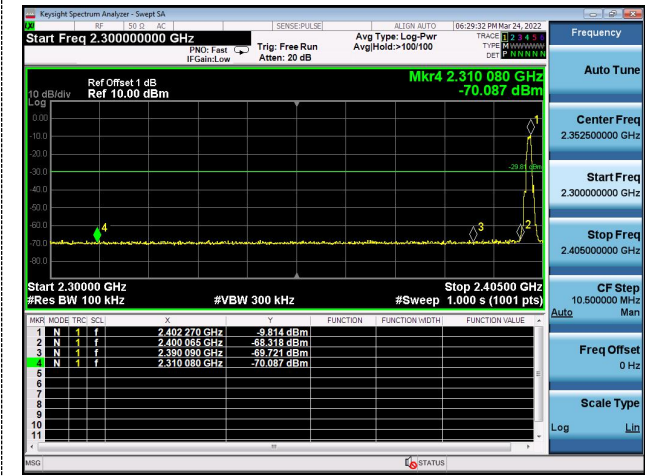 Keysight Spectrum Analyzer - Swept SA
RF 50 Ω AC SENSE:PULSE ALIGN AUTO 06:29:32 PM Mar 24, 2022
Start Freq 2.300000000 GHz
PNO: Fast
IFGain:Low
Trig: Free Run
Atten: 20 dB
Avg Type: Log-Pwr
Avg|Hold:>100/100
TRACE 1 2 3 4 5 6
TYPE M WWWWW
DET P N N N N N
Ref Offset 1 dB
Ref 10.00 dBm
10 dB/div
Log
Mkr4 2.310 080 GHz
-70.087 dBm
0.00
-10.0
-20.0
-30.0
-40.0
-50.0
-60.0
-70.0
-80.0
1
-29.81 dBm
4
3
2
Start 2.30000 GHz
Stop 2.40500 GHz
#Res BW 100 kHz
#VBW 300 kHz
#Sweep 1.000 s (1001 pts)
MKR MODE TRC SCL X Y FUNCTION FUNCTION WIDTH FUNCTION VALUE
1 N 1 f 2.402 270 GHz -9.814 dBm
2 N 1 f 2.400 065 GHz -68.318 dBm
3 N 1 f 2.390 090 GHz -69.721 dBm
4 N 1 f 2.310 080 GHz -70.087 dBm
5
6
7
8
9
10
11
MSG
STATUS
Frequency
Auto Tune
Center Freq
2.352500000 GHz
Start Freq
2.300000000 GHz
Stop Freq
2.405000000 GHz
CF Step
10.500000 MHz
Auto Man
Freq Offset
0 Hz
Scale Type
Log Lin